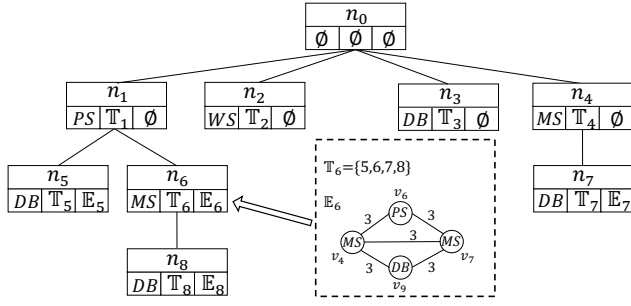 n₀
∅ ∅ ∅
n₁ n₂ n₃ n₄
PS 𝕋₁ ∅ WS 𝕋₂ ∅ DB 𝕋₃ ∅ MS 𝕋₄ ∅
n₅ n₆ n₇
DB 𝕋₅ 𝔼₅ MS 𝕋₆ 𝔼₆ DB 𝕋₇ 𝔼₇
n₈
DB 𝕋₈ 𝔼₈
𝕋₆={5,6,7,8}
𝔼₆
v₆
PS
3 3
MS 3 MS
v₄ v₇
3 3
DB
v₉